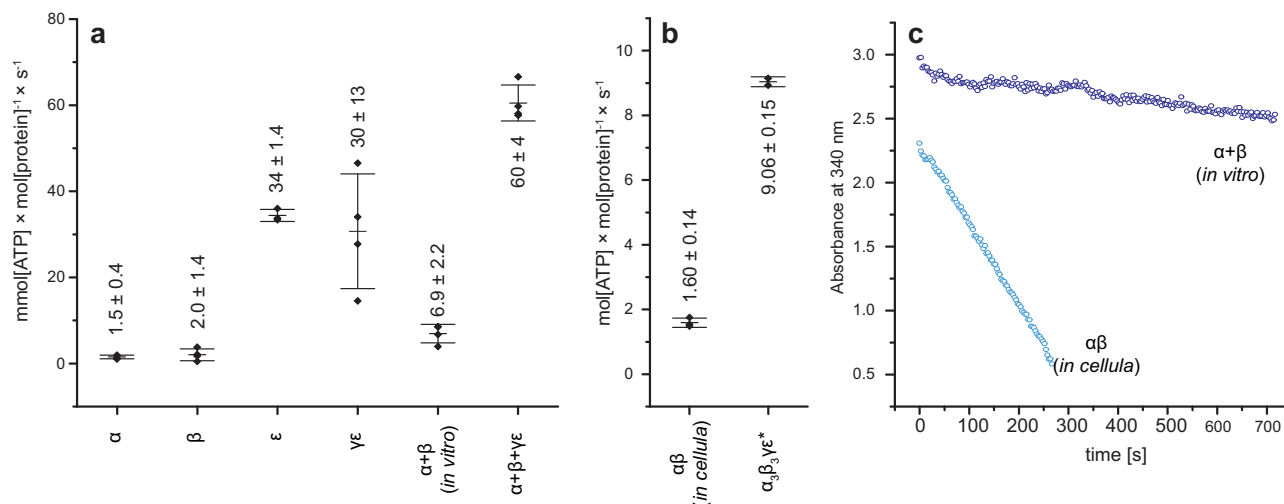 a
mmol[ATP] × mol[protein]⁻¹ × s⁻¹
80
60
40
20
0
1.5 ± 0.4
2.0 ± 1.4
34 ± 1.4
30 ± 13
6.9 ± 2.2
60 ± 4
α
β
ε
γε
α+β
(in vitro)
α+β+γε
b
mol[ATP] × mol[protein]⁻¹ × s⁻¹
10
8
6
4
2
0
1.60 ± 0.14
9.06 ± 0.15
αβ
(in cellula)
α₃β₃γε*
c
Absorbance at 340 nm
3.0
2.5
2.0
1.5
1.0
0.5
α+β
(in vitro)
αβ
(in cellula)
0 100 200 300 400 500 600 700
time [s]